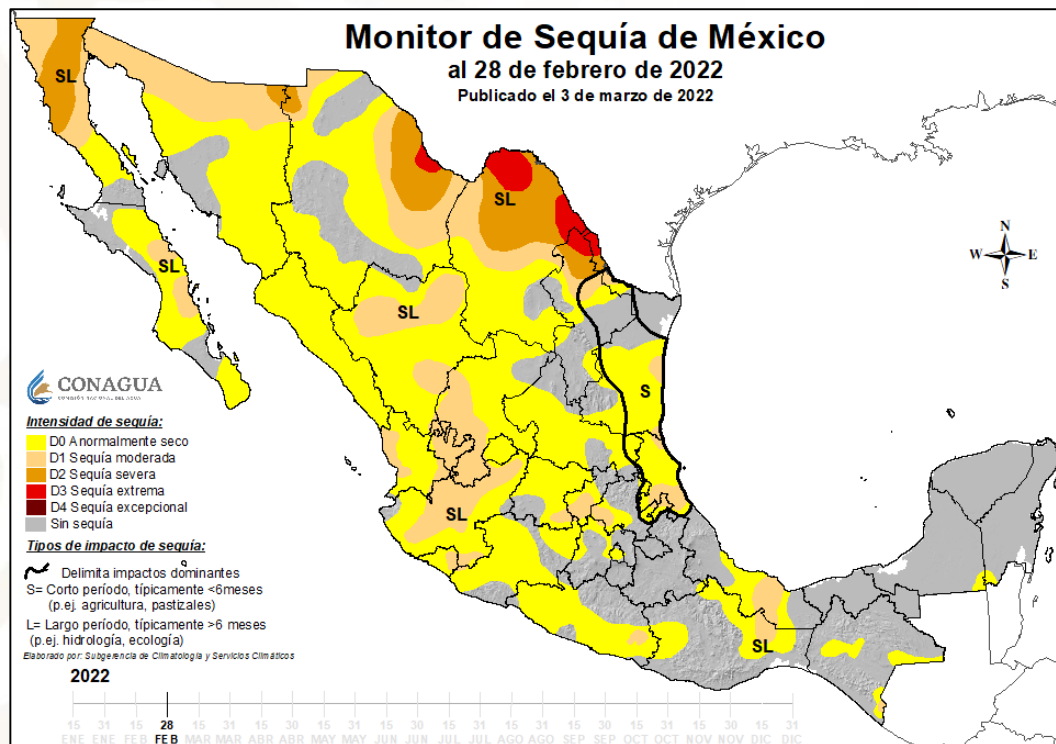 Monitor de Sequía de México
al 28 de febrero de 2022
Publicado el 3 de marzo de 2022
SL
SL
SL
SL
S
SL
SL
N
W E
S
CONAGUA
COMISIÓN NACIONAL DEL AGUA
Intensidad de sequía:
D0 Anormalmente seco
D1 Sequía moderada
D2 Sequía severa
D3 Sequía extrema
D4 Sequía excepcional
Sin sequía
Tipos de impacto de sequía:
Delimita impactos dominantes
S= Corto período, típicamente <6meses
(p.ej. agricultura, pastizales)
L= Largo período, típicamente >6 meses
(p.ej. hidrología, ecología)
Elaborado por: Subgerencia de Climatología y Servicios Climáticos
2022
15 31 15 28 15 31 15 30 15 31 15 30 15 31 15 31 15 30 15 31 15 30 15 31
ENE ENE FEB FEB MAR MAR ABR ABR MAY MAY JUN JUN JUL JUL AGO AGO SEP SEP OCT OCT NOV NOV DIC DIC